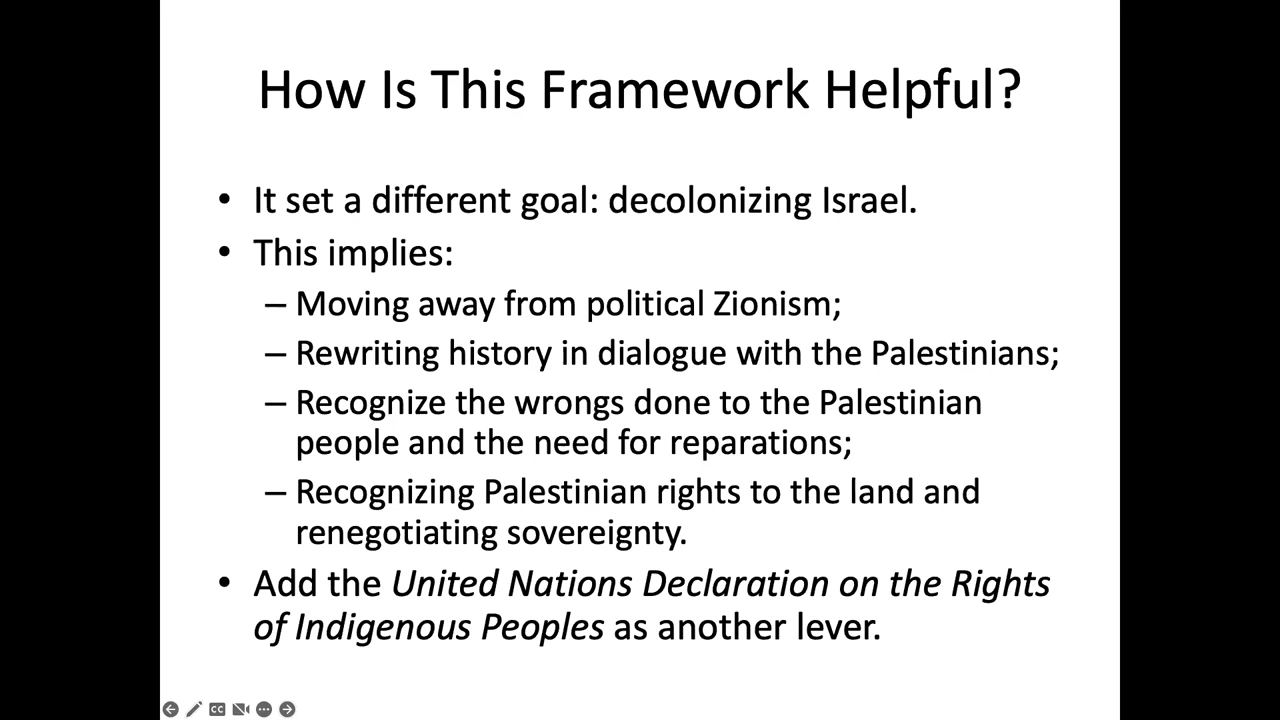 How Is This Framework Helpful?
• It set a different goal: decolonizing Israel.
• This implies:
– Moving away from political Zionism;
– Rewriting history in dialogue with the Palestinians;
– Recognize the wrongs done to the Palestinian
people and the need for reparations;
– Recognizing Palestinian rights to the land and
renegotiating sovereignty.
• Add the United Nations Declaration on the Rights
of Indigenous Peoples as another lever.
CC